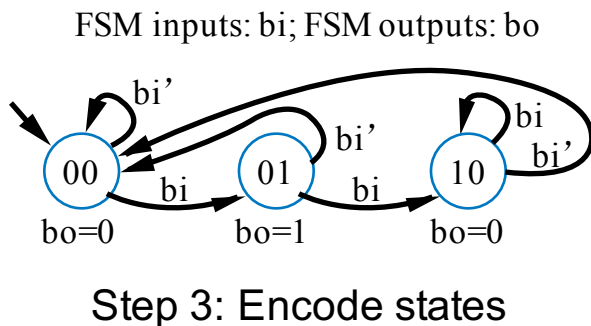 FSM inputs: bi; FSM outputs: bo
bi’ bi’ bi bi’
00 01 10
bi bi
bo=0 bo=1 bo=0
Step 3: Encode states